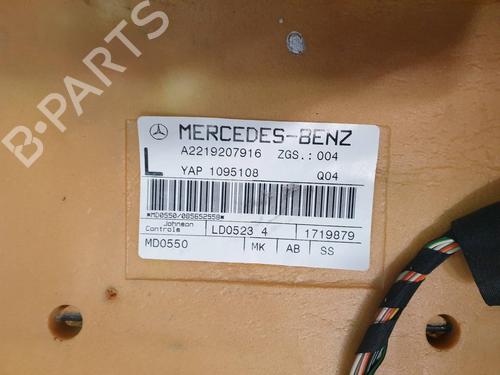 MERCEDES-BENZ
A2219207916 ZGS.: 004
L YAP 1095108 Q04
*MD0550/085652558*
Johnson Controls LD0523 4 1719879
MD0550 MK AB SS
B-PARTS